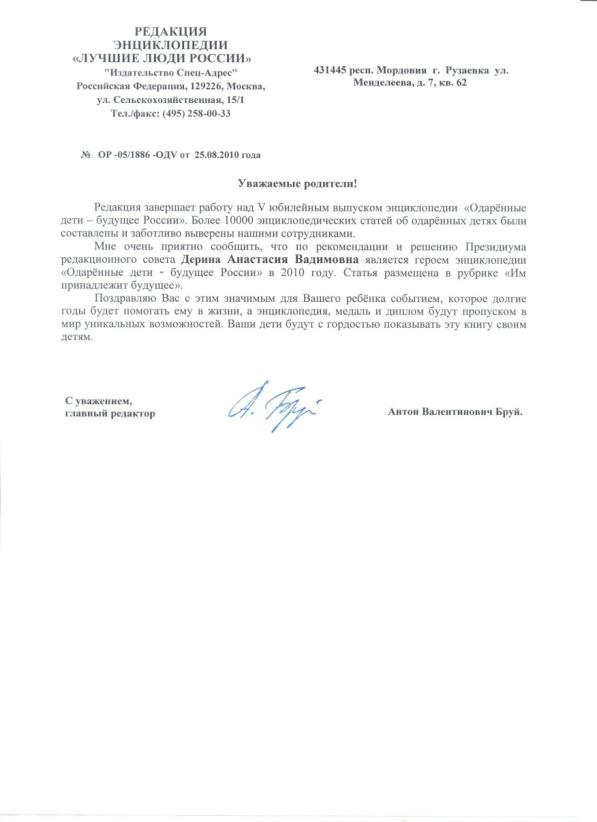 РЕДАКЦИЯ
ЭНЦИКЛОПЕДИИ
«ЛУЧШИЕ ЛЮДИ РОССИИ»
"Издательство Спец-Адрес"
Российская Федерация, 129226, Москва,
ул. Сельскохозяйственная, 15/1
Тел./факс: (495) 258-00-33
431445 респ. Мордовия г. Рузаевка ул.
Менделеева, д. 7, кв. 62
№ ОР -05/1886 -ОДV от 25.08.2010 года
Уважаемые родители!
Редакция завершает работу над V юбилейным выпуском энциклопедии «Одарённые
дети – будущее России». Более 10000 энциклопедических статей об одарённых детях были
составлены и заботливо выверены нашими сотрудниками.
Мне очень приятно сообщить, что по рекомендации и решению Президиума
редакционного совета Дерина Анастасия Вадимовна является героем энциклопедии
«Одарённые дети - будущее России» в 2010 году. Статья размещена в рубрике «Им
принадлежит будущее».
Поздравляю Вас с этим значимым для Вашего ребёнка событием, которое долгие
годы будет помогать ему в жизни, а энциклопедия, медаль и диплом будут пропуском в
мир уникальных возможностей. Ваши дети будут с гордостью показывать эту книгу своим
детям.
С уважением,
главный редактор
А. Бруй
Антон Валентинович Бруй.